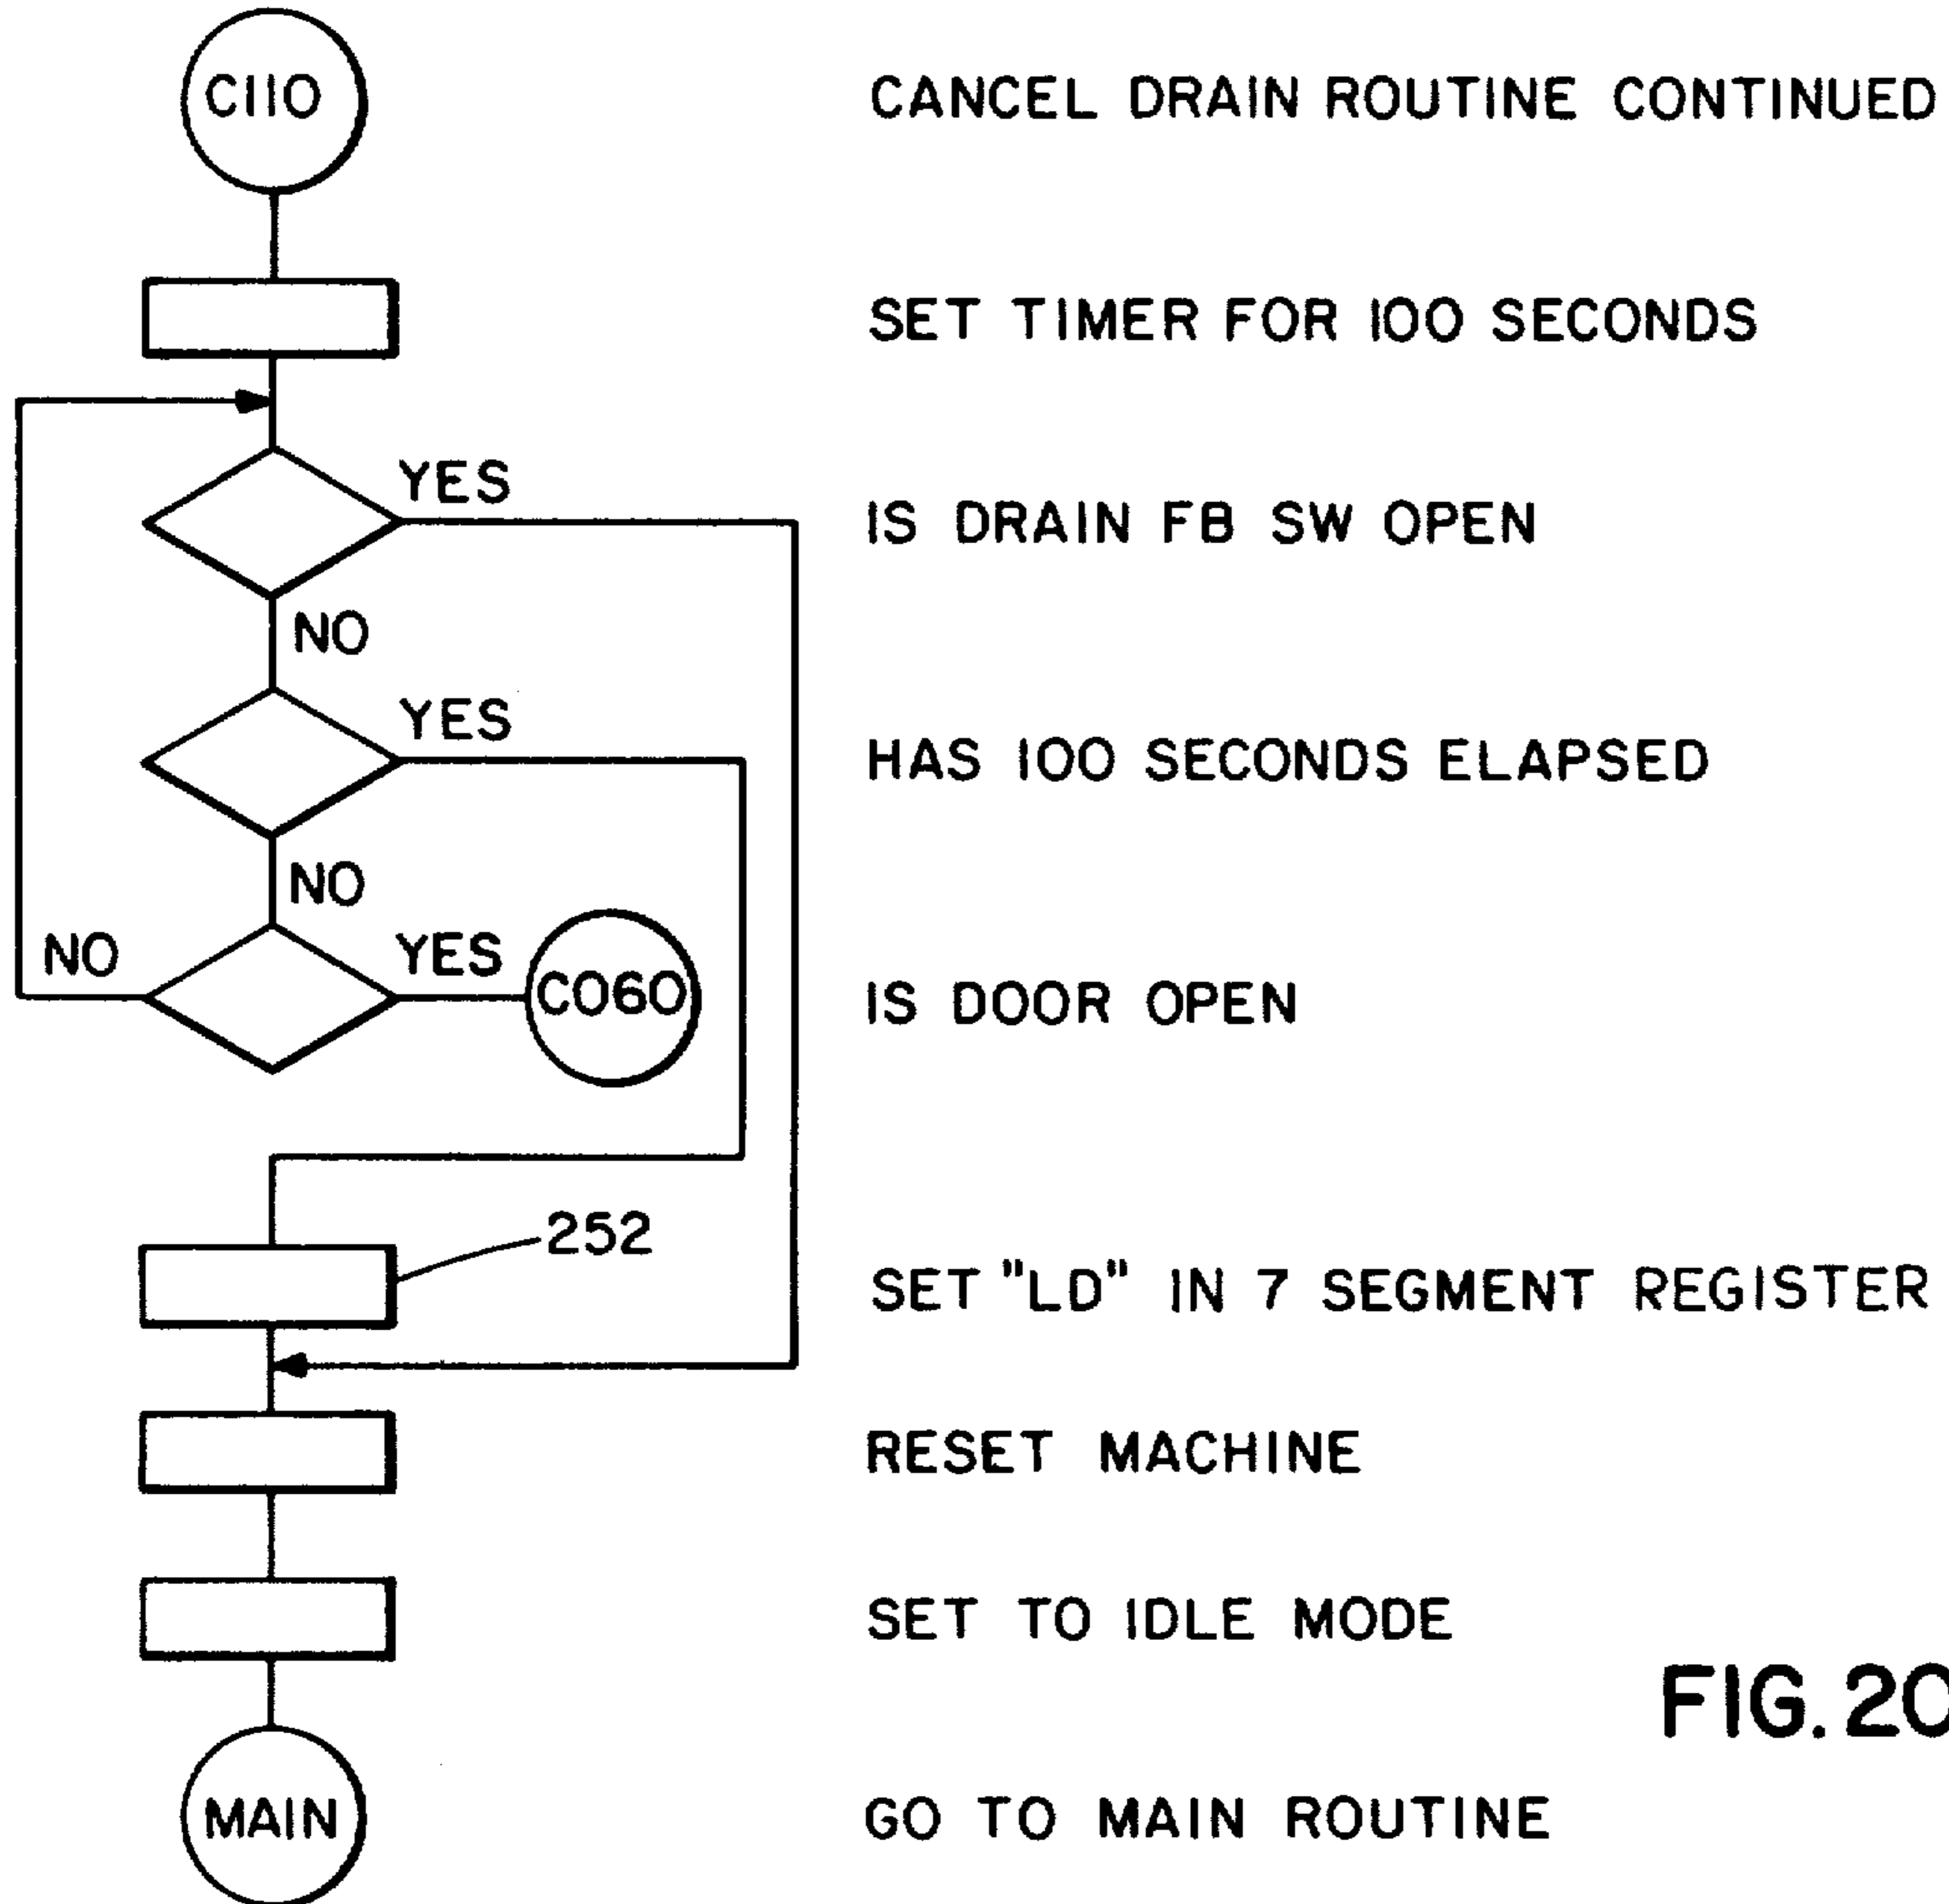 C110
CANCEL DRAIN ROUTINE CONTINUED
SET TIMER FOR 100 SECONDS
YES
IS DRAIN FB SW OPEN
NO
YES
HAS 100 SECONDS ELAPSED
NO
NO
YES
C060
IS DOOR OPEN
252
SET "LD" IN 7 SEGMENT REGISTER
RESET MACHINE
SET TO IDLE MODE
FIG. 20
MAIN
GO TO MAIN ROUTINE